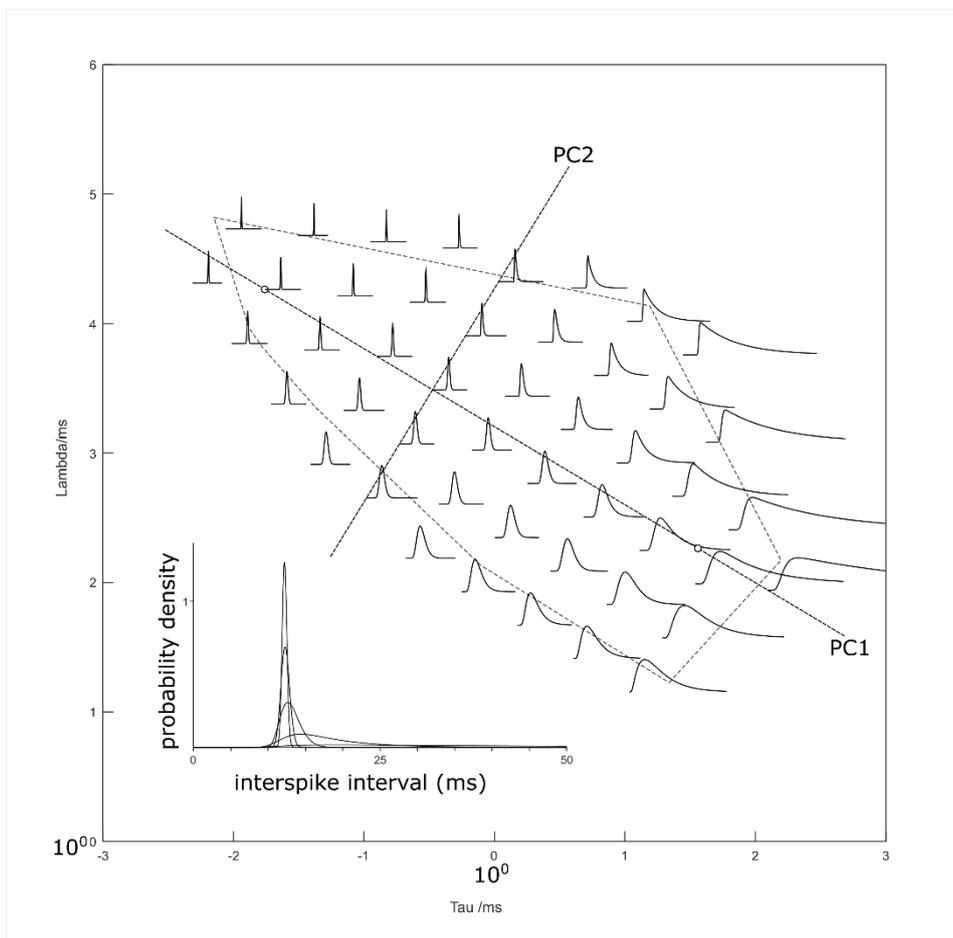 6
5
4
3
2
1
10⁰0
Lambda/ms
PC2
PC1
probability density
1
0 25 50
interspike interval (ms)
-3 -2 -1 0 1 2 3
10⁰
Tau /ms